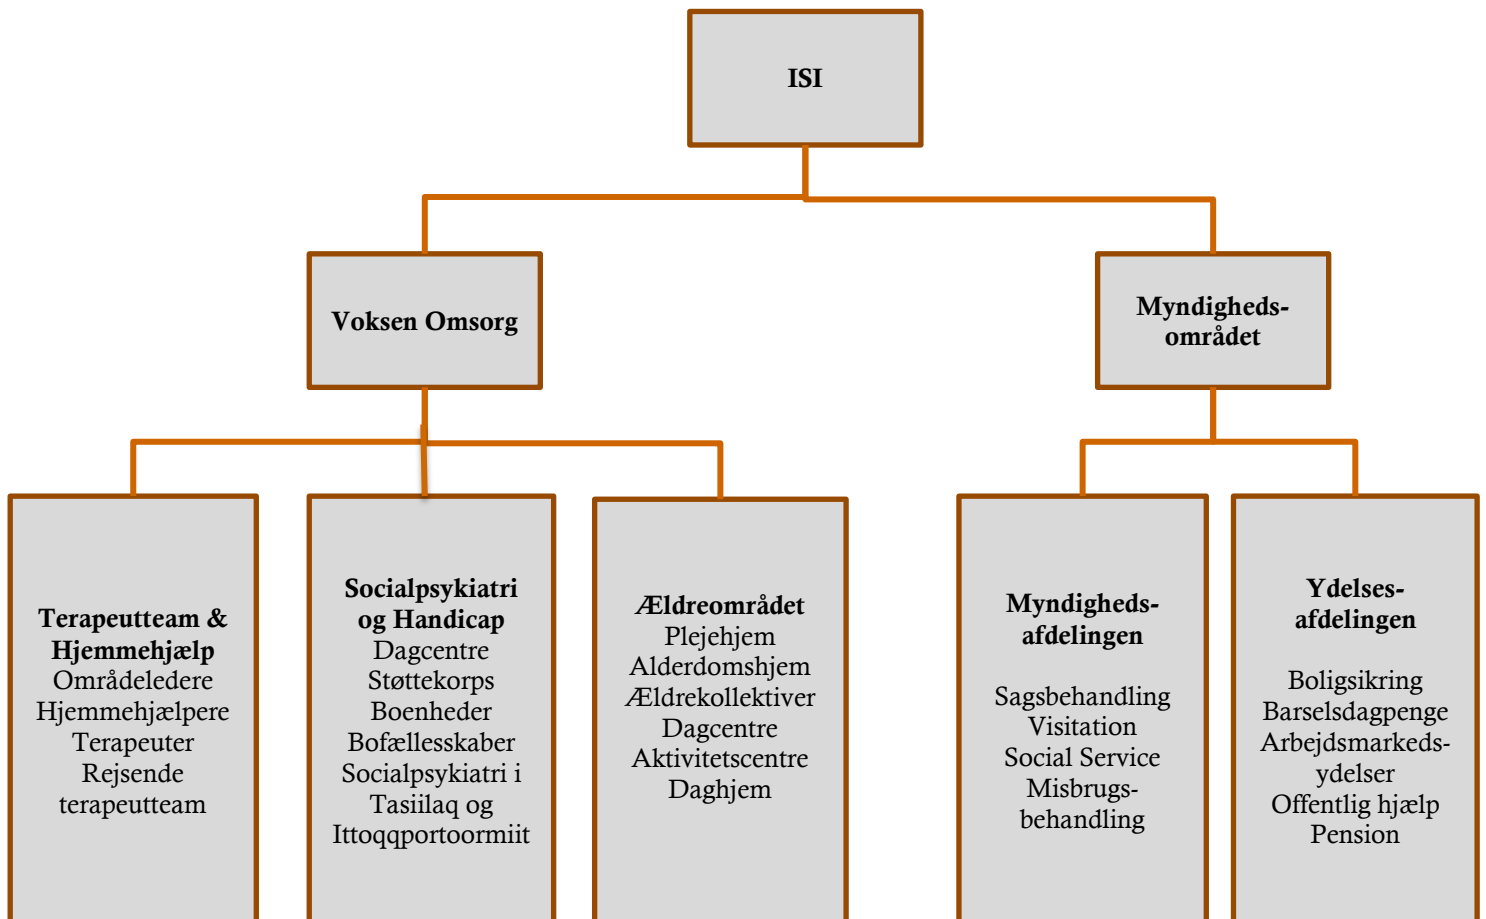 ISI
Voksen Omsorg
Myndigheds-
området
Terapeutteam &
Hjemmehjælp
Områdeledere
Hjemmehjælpere
Terapeuter
Rejsende
terapeutteam
Socialpsykiatri
og Handicap
Dagcentre
Støttekorps
Boenheder
Bofællesskaber
Socialpsykiatri i
Tasiilaq og
Ittoqqportoormiit
Ældreområdet
Plejehjem
Alderdomshjem
Ældrekollektiver
Dagcentre
Aktivitetscentre
Daghjem
Myndigheds-
afdelingen
Sagsbehandling
Visitation
Social Service
Misbrugs-
behandling
Ydelses-
afdelingen
Boligsikring
Barselsdagpenge
Arbejdsmarkeds-
ydelser
Offentlig hjælp
Pension